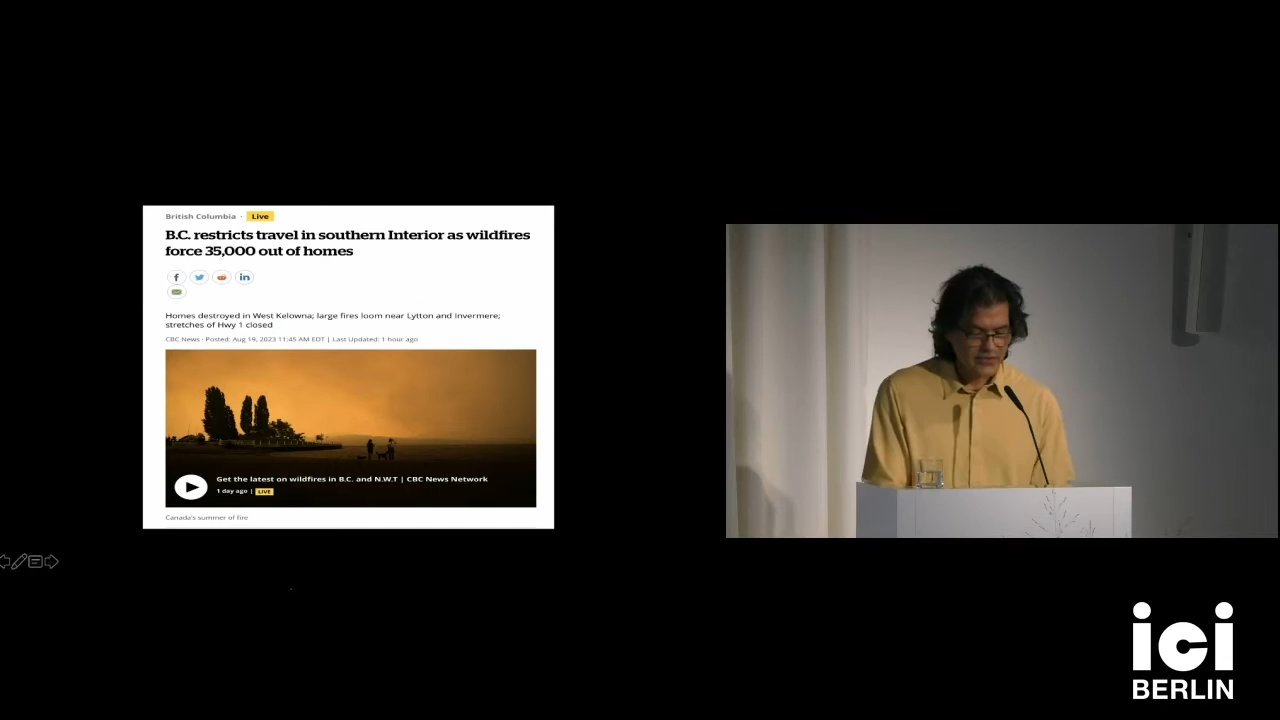 British Columbia · Live
B.C. restricts travel in southern Interior as wildfires
force 35,000 out of homes
Homes destroyed in West Kelowna; large fires loom near Lytton and Invermere;
stretches of Hwy 1 closed
CBC News · Posted: Aug 19, 2023 11:45 AM EDT | Last Updated: 1 hour ago
Get the latest on wildfires in B.C. and N.W.T | CBC News Network
1 day ago | LIVE
Canada's summer of fire
ici
BERLIN